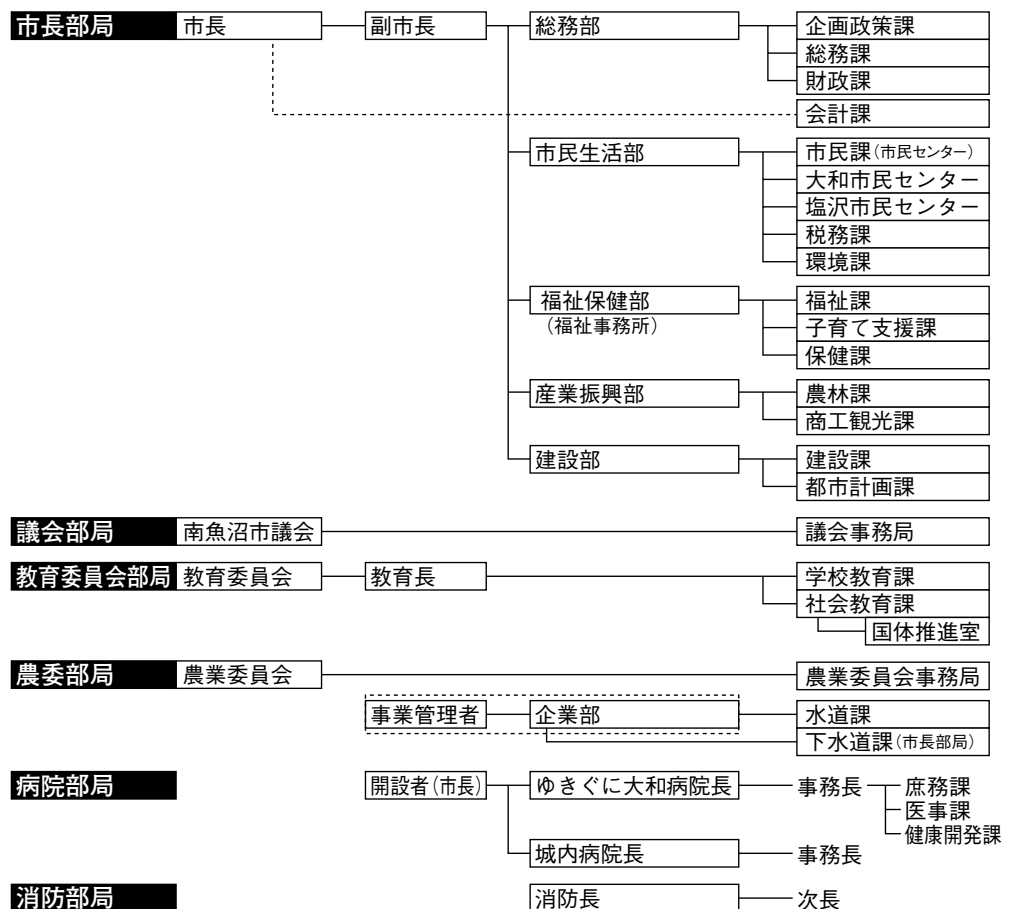 市長部局 市長 副市長 総務部 企画政策課
総務課
財政課
会計課
市民生活部 市民課(市民センター)
大和市民センター
塩沢市民センター
税務課
環境課
福祉保健部 福祉課
(福祉事務所) 子育て支援課
保健課
産業振興部 農林課
商工観光課
建設部 建設課
都市計画課
議会部局 南魚沼市議会 議会事務局
教育委員会部局 教育委員会 教育長 学校教育課
社会教育課
国体推進室
農委部局 農業委員会 農業委員会事務局
事業管理者 企業部 水道課
下水道課(市長部局)
病院部局 開設者(市長) ゆきぐに大和病院長 事務長 庶務課
医事課
健康開発課
城内病院長 事務長
消防部局 消防長 次長